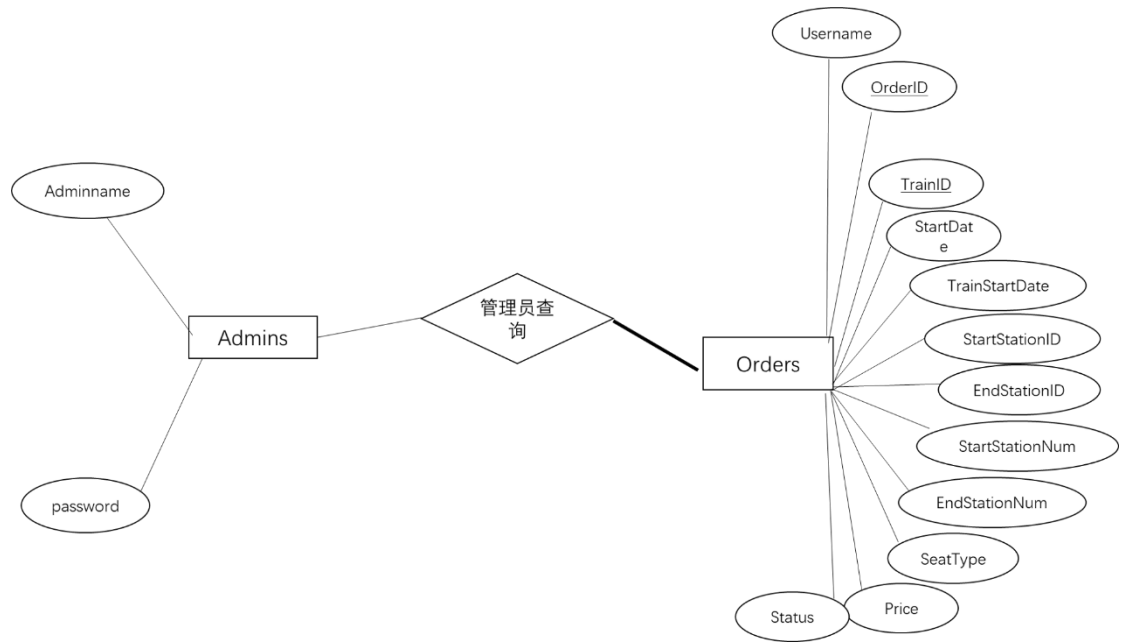 Username
OrderID
Adminname
TrainID
StartDat
e
TrainStartDate
管理员查
询
Admins
StartStationID
Orders
EndStationID
StartStationNum
password
EndStationNum
SeatType
Status
Price